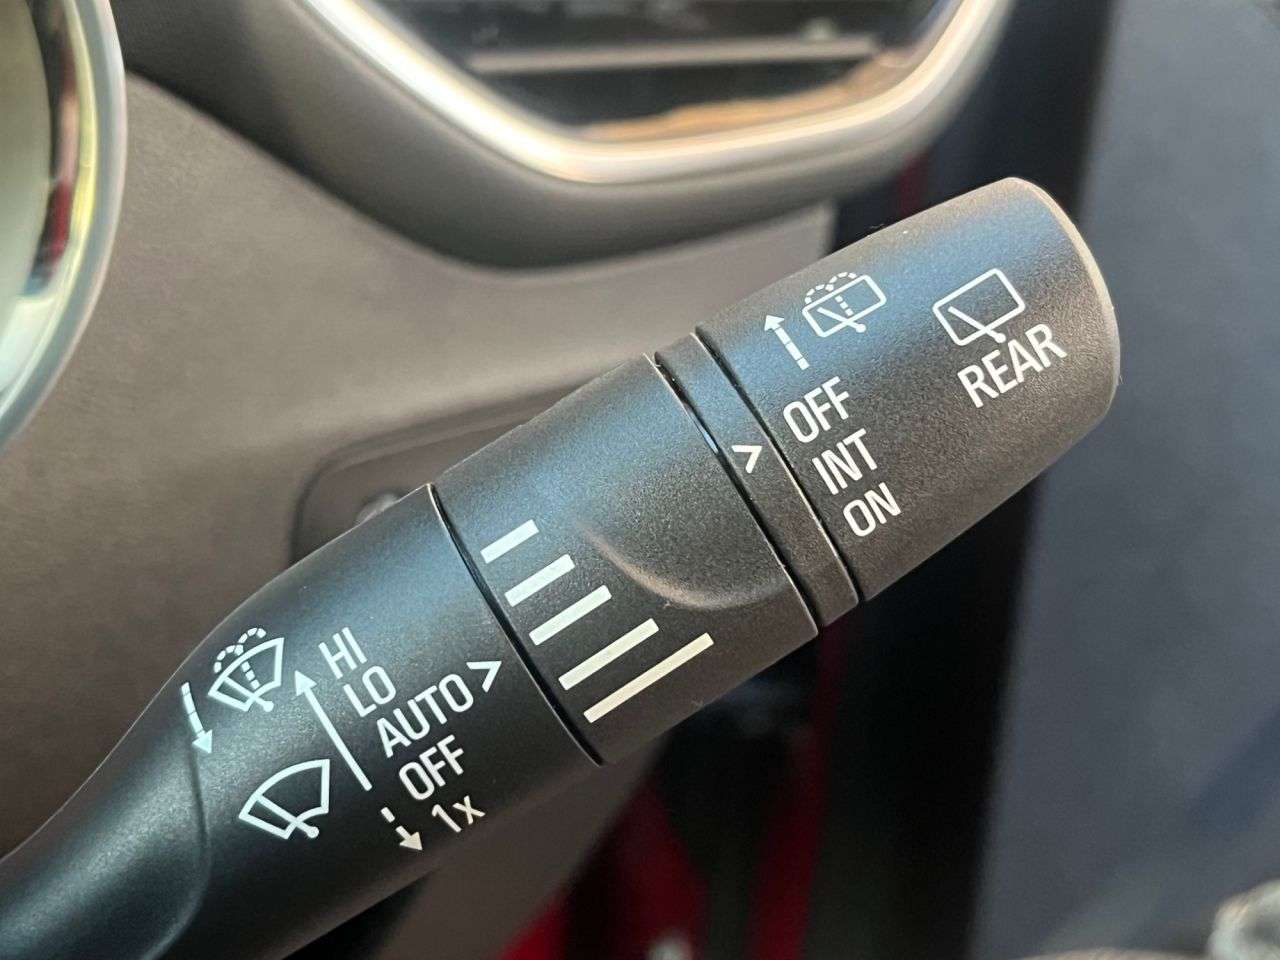 REAR
OFF
INT
ON
>
HI
LO
AUTO >
OFF
1x